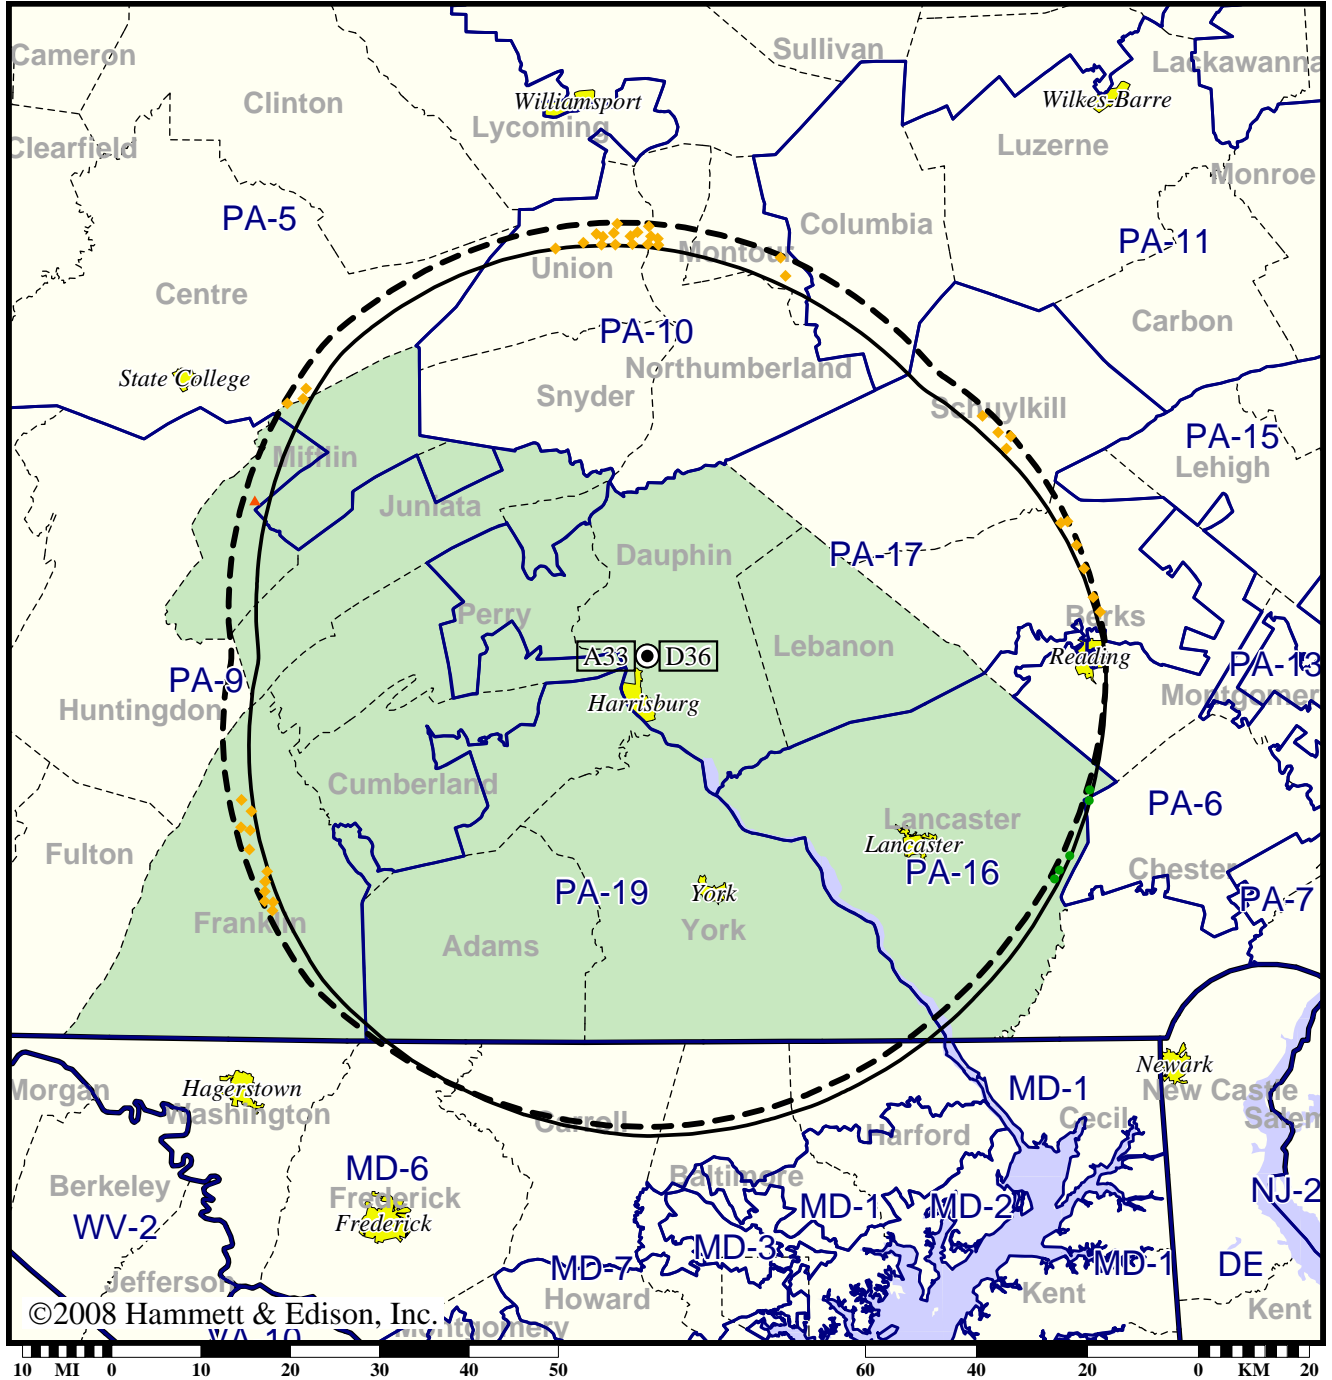 Cameron
Sullivan
Lackawanna
Clinton
Williamsport
Lycoming
Wilkes-Barre
Clearfield
Luzerne
Monroe
PA-5
Columbia
PA-11
Union
Montour
Centre
PA-10
Carbon
State College
Snyder
Northumberland
Schuylkill
PA-15
Lehigh
Mifflin
Juniata
Dauphin
PA-17
Perry
Berks
Lebanon
A33
D36
Reading
PA-13
PA-9
Huntingdon
Harrisburg
Montgomer
Cumberland
PA-6
Lancaster
Lancaster
Fulton
PA-16
Chester
PA-19
York
PA-7
Franklin
Adams
York
Newark
Morgan
Hagerstown
Washington
MD-1
New Castle
Carroll
Harford
Cecil
Salem
MD-6
Baltimore
Berkeley
Frederick
Frederick
WV-2
MD-1
MD-2
NJ-2
MD-3
MD-7
MD-1
DE
Jefferson
Howard
Kent
Kent
©2008 Hammett & Edison, Inc.
VA-10
Montgomery
10 MI 0 10 20 30 40 50 60 40 20 0 KM 20